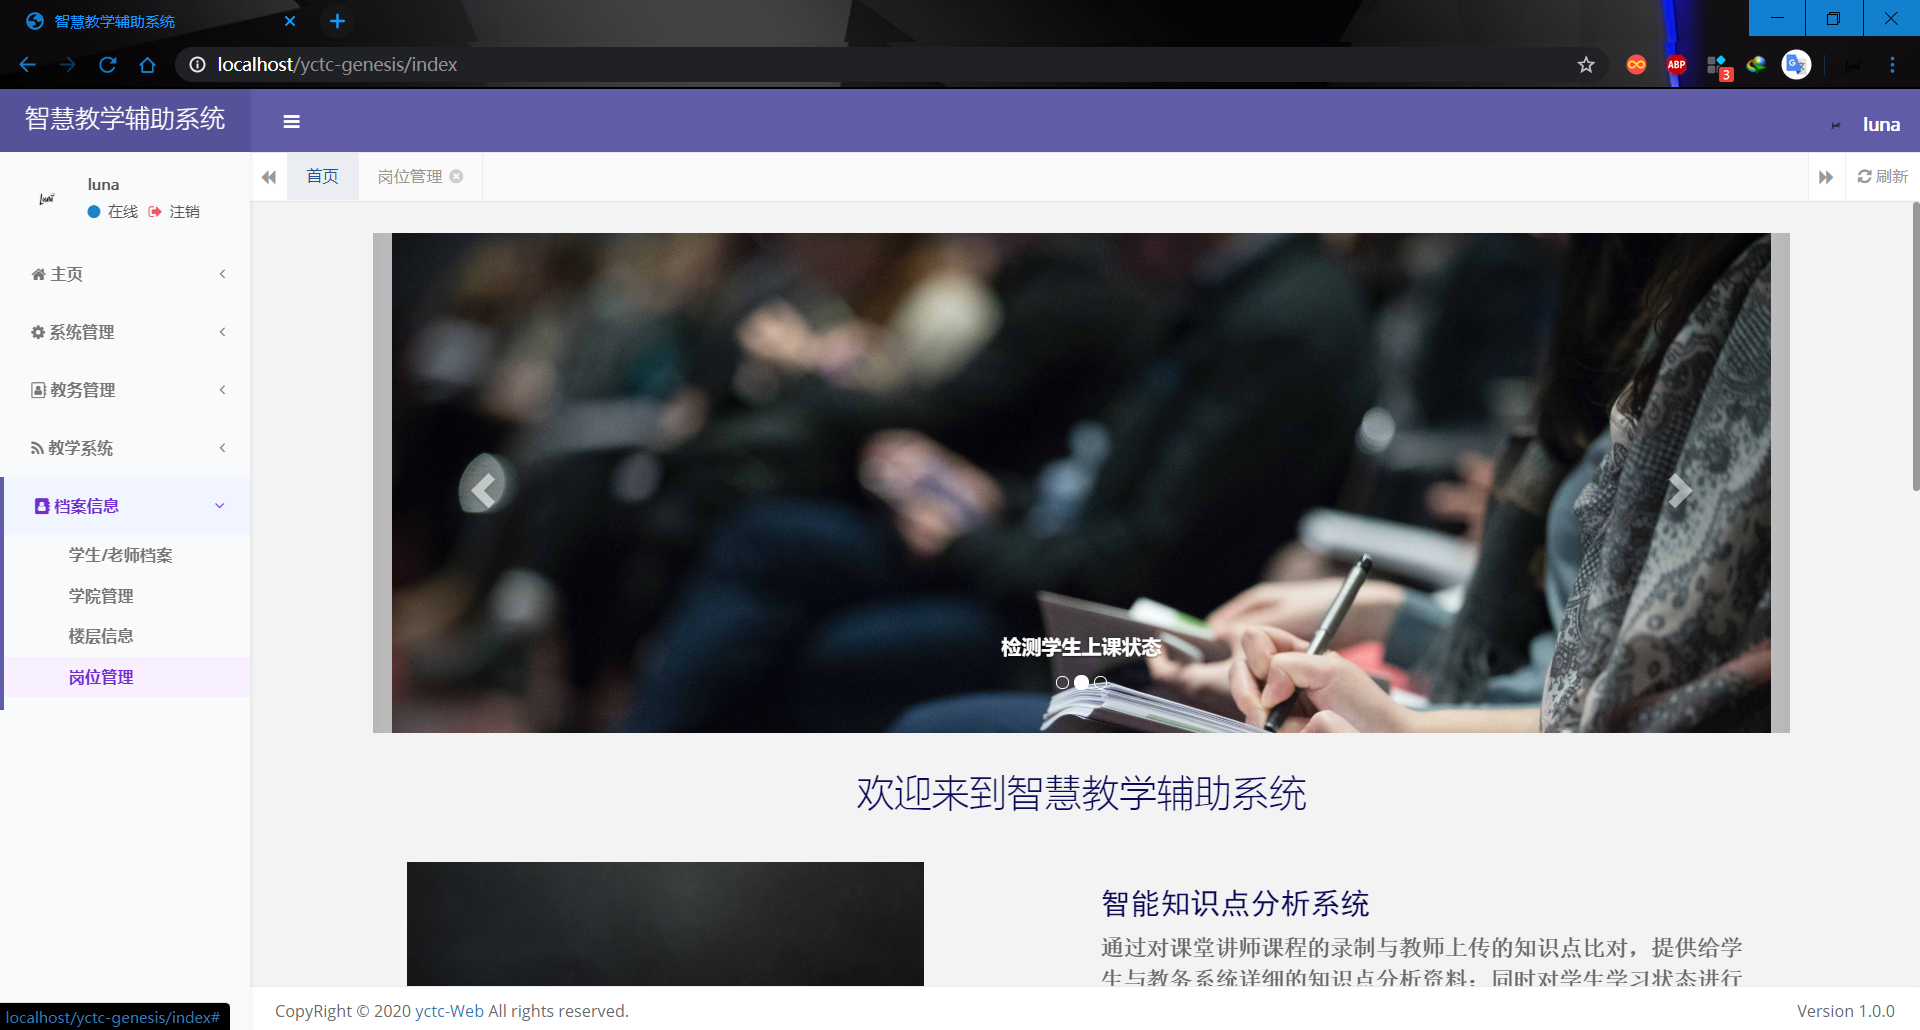 智慧教学辅助系统
localhost/yctc-genesis/index
ABP
3
智慧教学辅助系统
luna
luna
在线 注销
首页
岗位管理
刷新
主页
系统管理
教务管理
教学系统
档案信息
学生/老师档案
学院管理
楼层信息
岗位管理
检测学生上课状态
欢迎来到智慧教学辅助系统
智能知识点分析系统
通过对课堂讲师课程的录制与教师上传的知识点比对，提供给学
生与教务系统详细的知识点分析资料；同时对学生学习状态进行
CopyRight © 2020 yctc-Web All rights reserved.
Version 1.0.0
localhost/yctc-genesis/index#